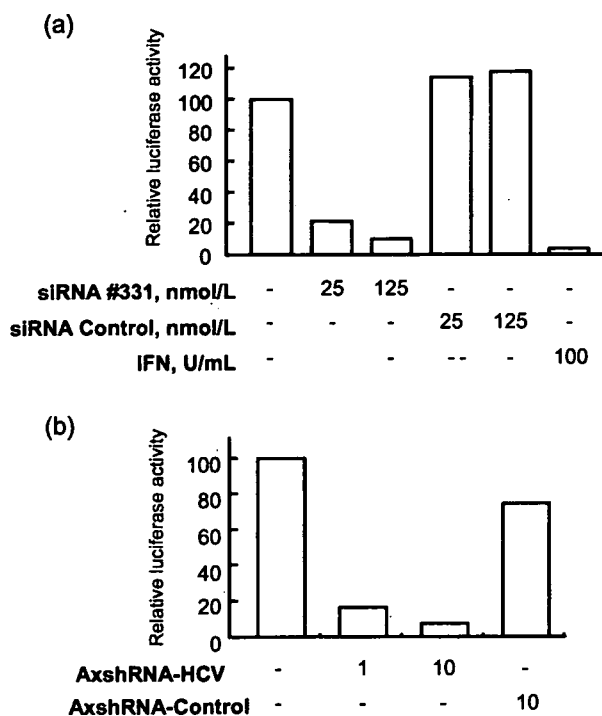 (a)
Relative luciferase activity
120
100
80
60
40
20
0
siRNA #331, nmol/L - 25 125 - - -
siRNA Control, nmol/L - - - 25 125 -
IFN, U/mL - - - -- - 100
(b)
Relative luciferase activity
100
80
60
40
20
0
AxshRNA-HCV - 1 10 -
AxshRNA-Control - - - 10